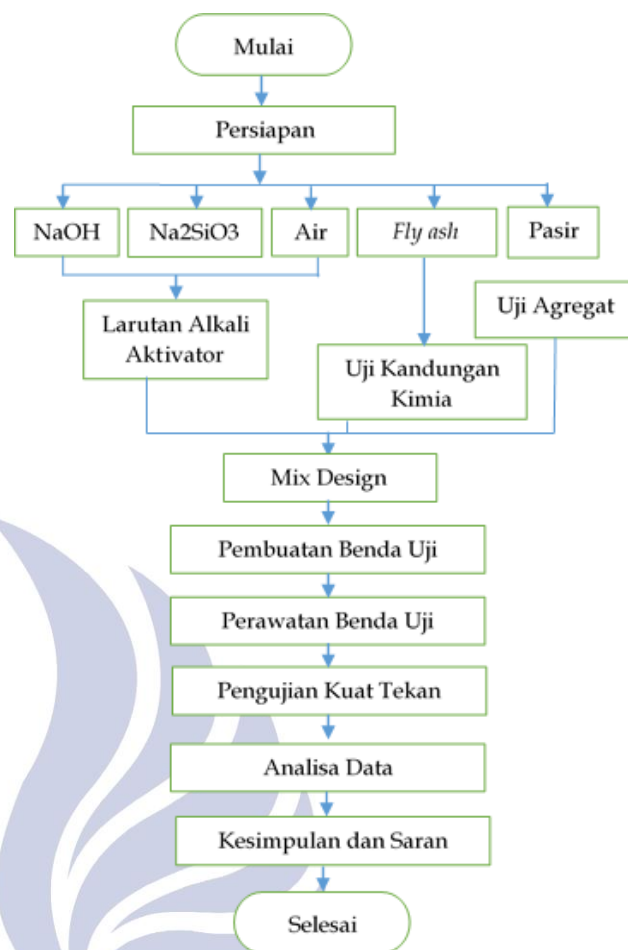 Mulai
Persiapan
NaOH
Na2SiO3
Air
Fly ash
Pasir
Larutan Alkali
Aktivator
Uji Agregat
Uji Kandungan
Kimia
Mix Design
Pembuatan Benda Uji
Perawatan Benda Uji
Pengujian Kuat Tekan
Analisa Data
Kesimpulan dan Saran
Selesai